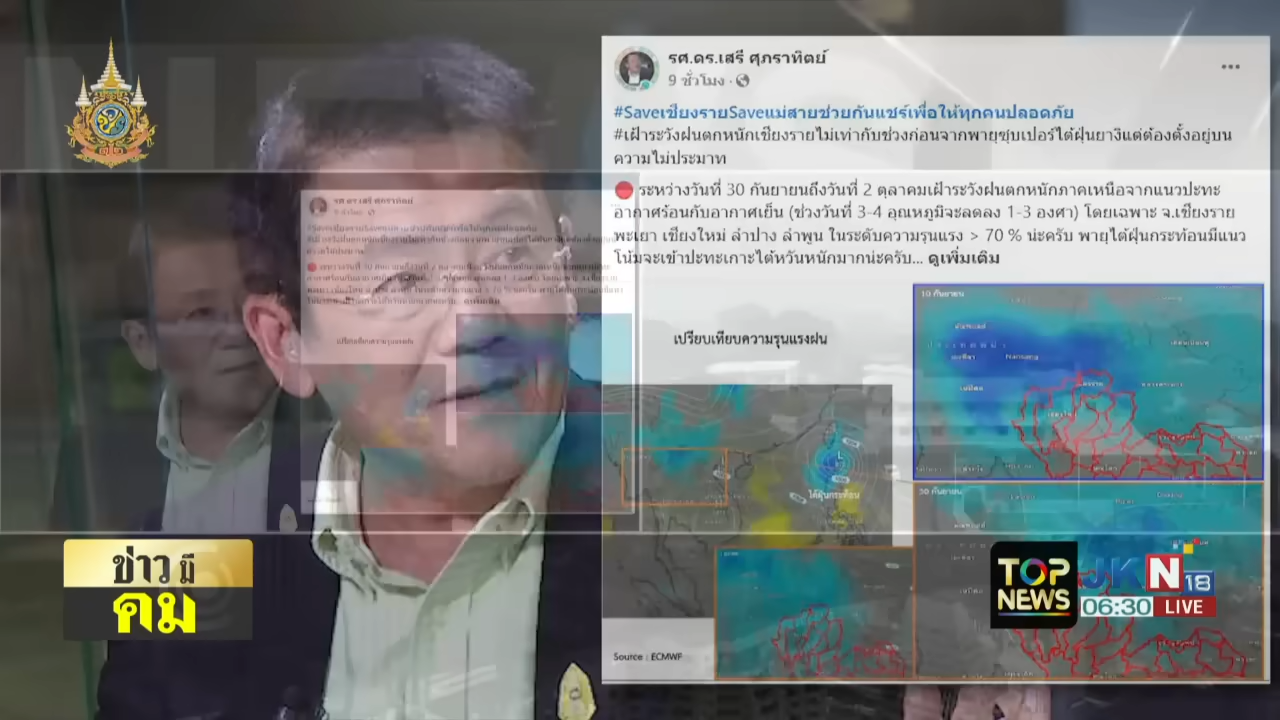 รศ.ดร.เสรี ศุภราทิตย์
9 ชั่วโมง ·
#SaveเชียงรายSaveแม่สายช่วยกันแชร์เพื่อให้ทุกคนปลอดภัย
#เฝ้าระวังฝนตกหนักเชียงรายไม่เท่ากับช่วงก่อนจากพายุซุบเปอร์ไต้ฝุ่นยางิแต่ต้องตั้งอยู่บน
ความไม่ประมาท
🔴 ระหว่างวันที่ 30 กันยายนถึงวันที่ 2 ตุลาคมเฝ้าระวังฝนตกหนักภาคเหนือจากแนวปะทะ
อากาศร้อนกับอากาศเย็น (ช่วงวันที่ 3-4 อุณหภูมิจะลดลง 1-3 องศา) โดยเฉพาะ จ.เชียงราย
พะเยา เชียงใหม่ ลำปาง ลำพูน ในระดับความรุนแรง > 70 % น่ะครับ พายุไต้ฝุ่นกระท้อนมีแนว
โน้มจะเข้าปะทะเกาะไต้หวันหนักมากน่ะครับ... ดูเพิ่มเติม
เปรียบเทียบความรุนแรงฝน
10 กันยายน
ไต้ฝุ่นกระท้อน
30 กันยายน
Source : ECMWF
ข่าวมี
คม
TOP
NEWS
JKN18
06:30 LIVE